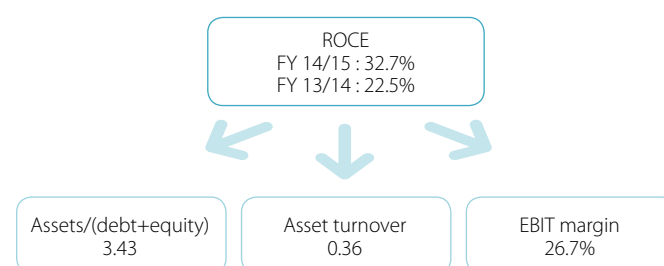 ROCE
FY 14/15 : 32.7%
FY 13/14 : 22.5%
Assets/(debt+equity)
3.43
Asset turnover
0.36
EBIT margin
26.7%